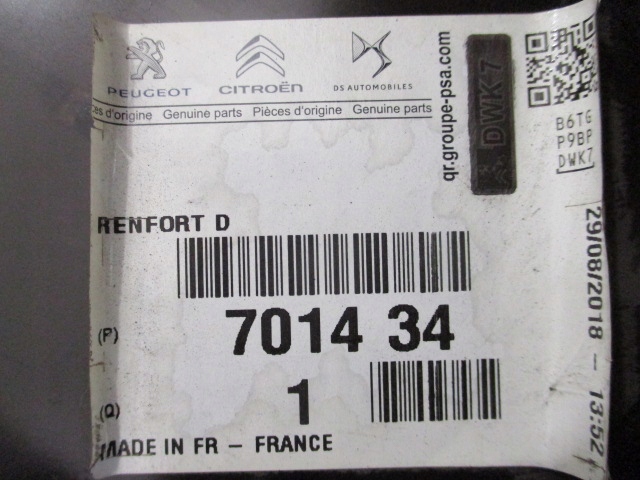 PEUGEOT CITROËN DS AUTOMOBILES
Pièces d'origine Genuine parts Pièces d'origine Genuine parts
qr.groupe-psa.com
DWK7
B6TG
P9BP
DWK7
RENFORT D
(P) 7014 34
(Q) 1
MADE IN FR - FRANCE
29/08/2018 - 13:52